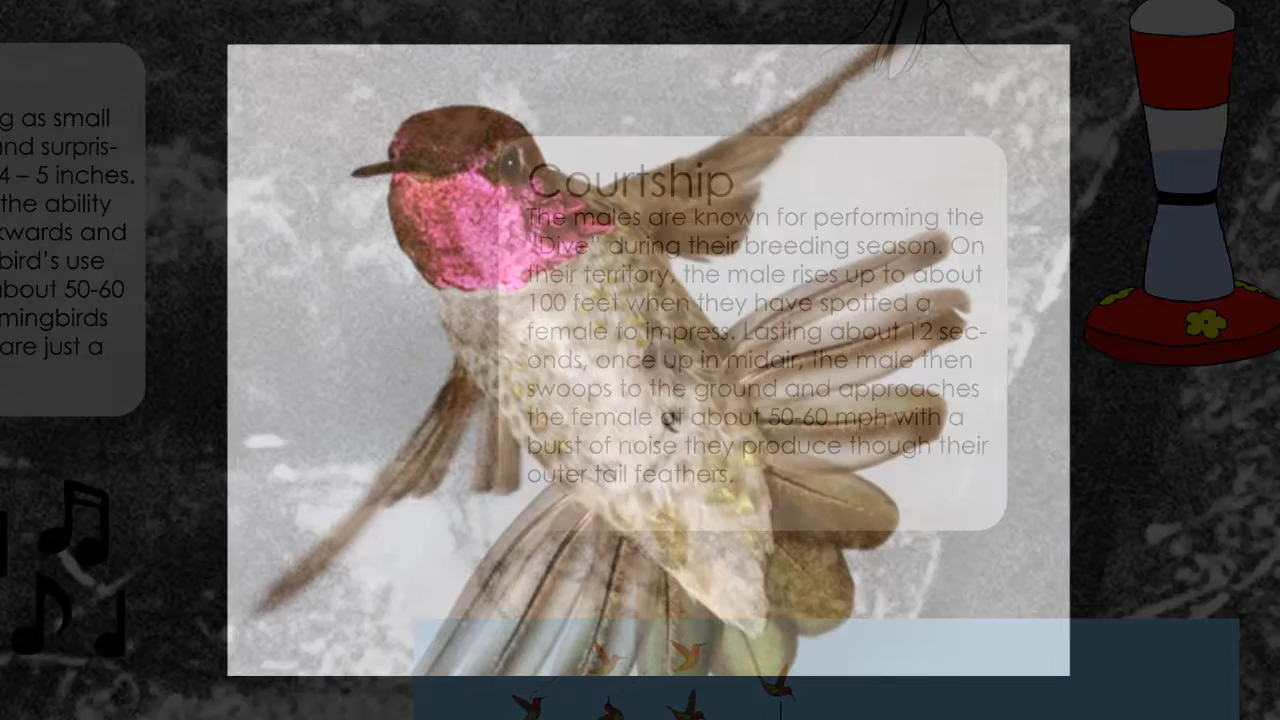 g as small
and surpris-
4 – 5 inches.
the ability
kwards and
bird's use
about 50-60
mingbirds
are just a
Courtship
The males are known for performing the
"Dive" during their breeding season. On
their territory, the male rises up to about
100 feet when they have spotted a
female to impress. Lasting about 12 sec-
onds, once up in midair, the male then
swoops to the ground and approaches
the female at about 50-60 mph with a
burst of noise they produce though their
outer tail feathers.